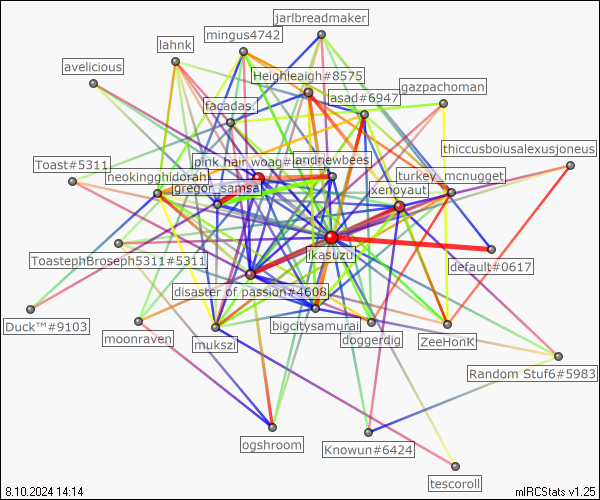 jarlbreadmaker
mingus4742
lahnk
avelicious
Heighleaigh#8575
gazpachoman
asad#6947
facadas.
thiccusboiusalexusjoneus
Toast#5311
pink hair woag#
andnewbees
neokingghidorah
turkey_mcnugget
gregor_samsa
xenoyaut
ikasuzui
ToastephBroseph5311#5311
default#0617
disaster of passion#4608
Duck™#9103
bigcitysamurai
moonraven
mukszi
doggerdig
ZeeHonK
Random Stuf6#5983
ogshroom
Knowun#6424
tescoroll
8.10.2024 14:14
mIRCStats v1.25